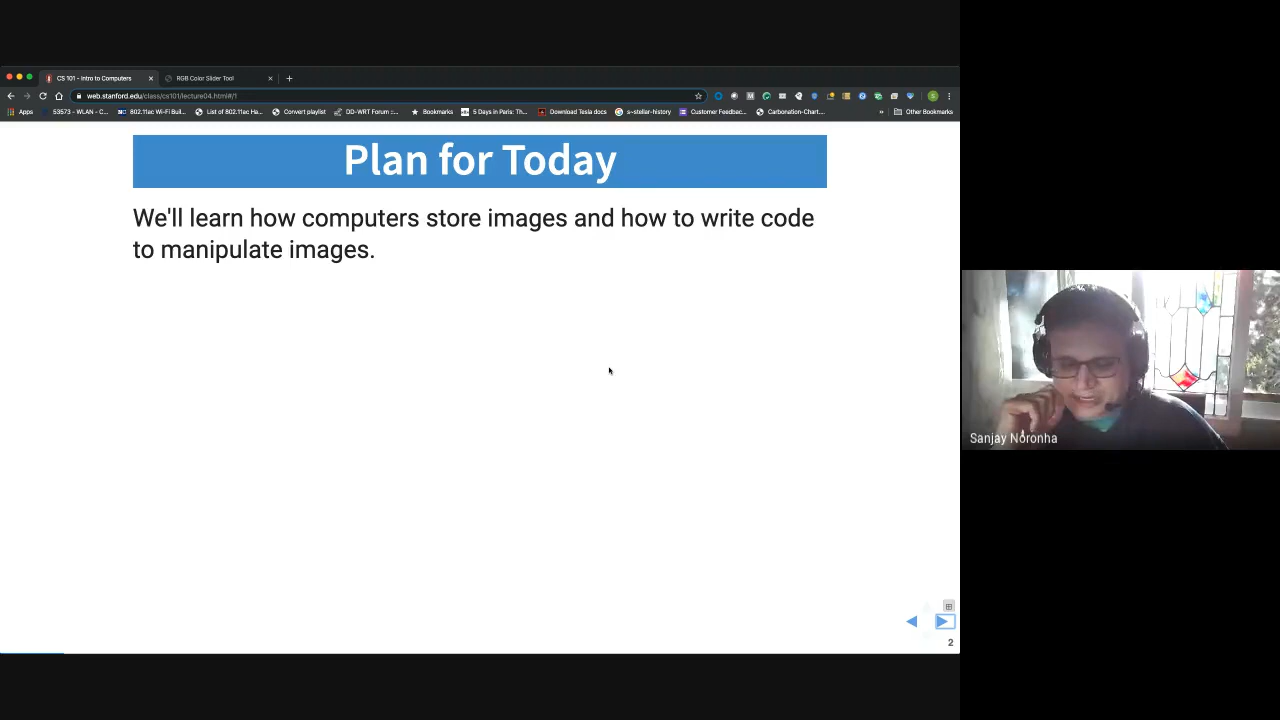 CS 101 - Intro to Computers
RGB Color Slider Tool
web.stanford.edu/class/cs101/lecture04.html#/1
Apps
53573 - WLAN - C...
802.11ac Wi-Fi Buil...
List of 802.11ac Ha...
Convert playlist
DD-WRT Forum ::...
Bookmarks
5 Days in Paris: Th...
Download Tesla docs
s-stellar-history
Customer Feedbac...
Carbonation-Chart....
»
Other Bookmarks
Plan for Today
We'll learn how computers store images and how to write code
to manipulate images.
Sanjay Noronha
2